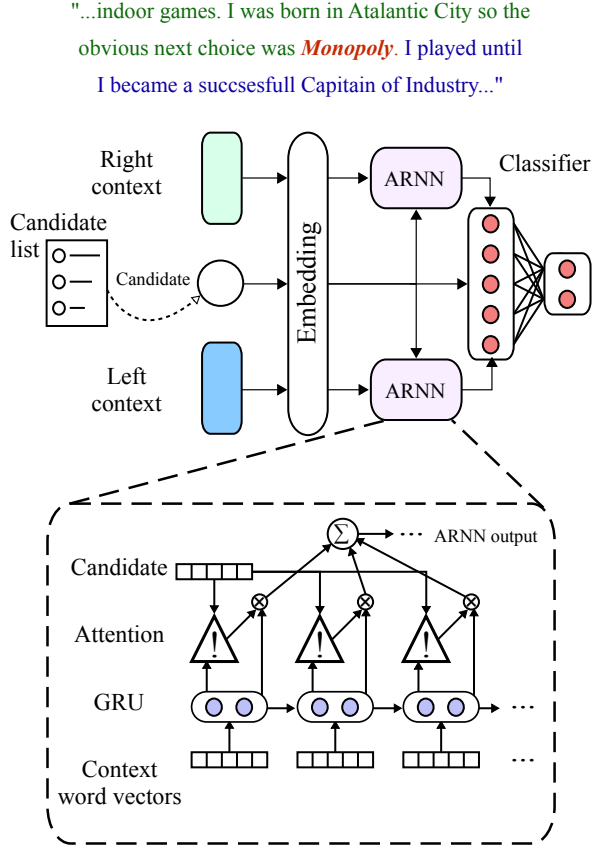 "...indoor games. I was born in Atalantic City so the
obvious next choice was Monopoly. I played until
I became a succsesfull Capitain of Industry..."
Right
context
ARNN
Classifier
Candidate
list
Candidate
Embedding
Left
context
ARNN
Σ
... ARNN output
Candidate
Attention
! ! !
GRU
...
Context
word vectors
...